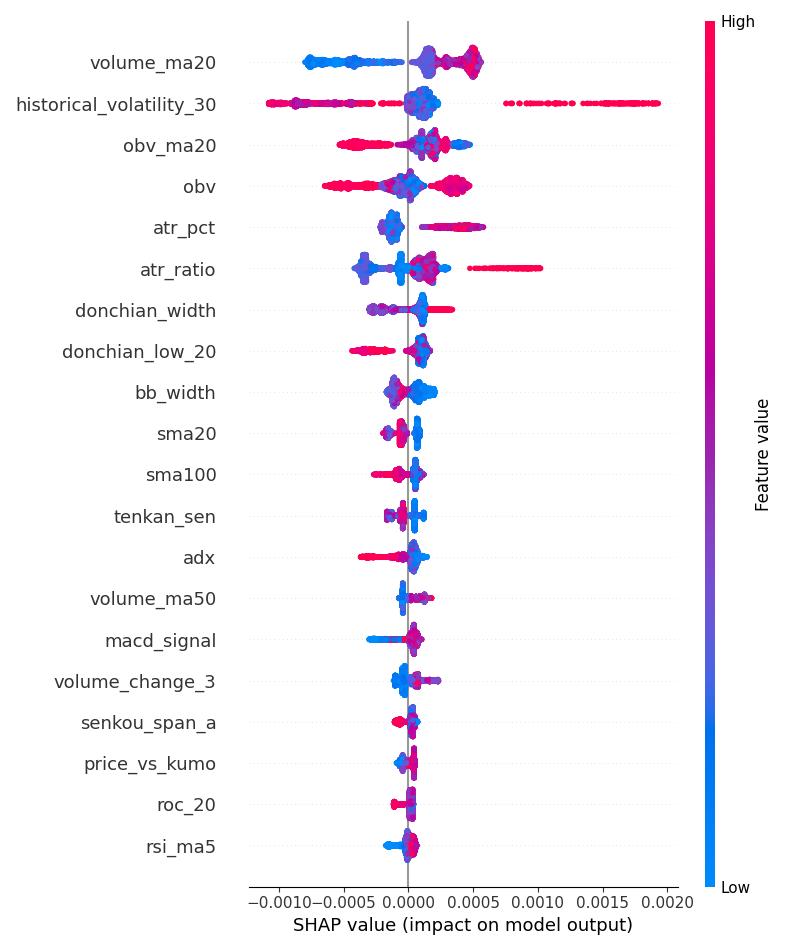 High
volume_ma20
historical_volatility_30
obv_ma20
obv
atr_pct
atr_ratio
donchian_width
donchian_low_20
bb_width
sma20
sma100
tenkan_sen
adx
volume_ma50
macd_signal
volume_change_3
senkou_span_a
price_vs_kumo
roc_20
rsi_ma5
Feature value
Low
−0.0010 −0.0005 0.0000 0.0005 0.0010 0.0015 0.0020
SHAP value (impact on model output)